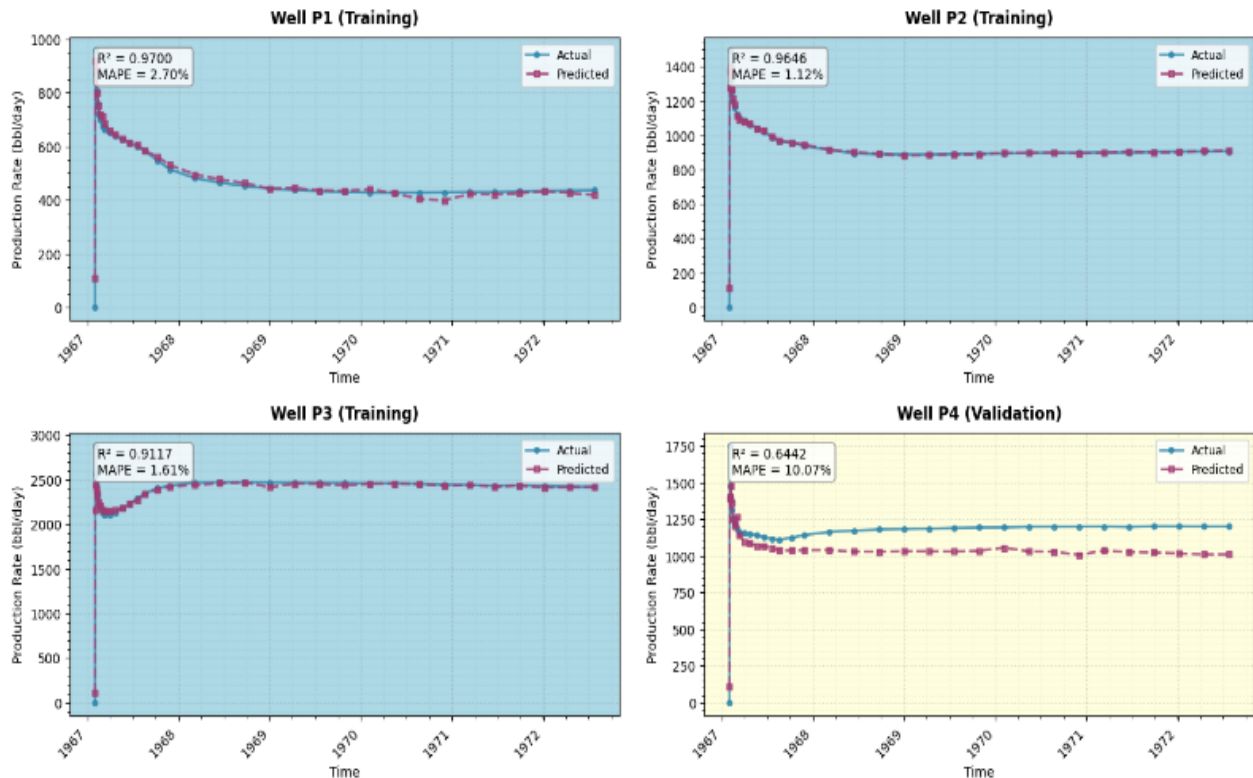 Well P1 (Training)
R² = 0.9700
MAPE = 2.70%
Actual
Predicted
1000
800
600
400
200
0
Production Rate (bbl/day)
1967
1968
1969
1970
1971
1972
Time
Well P2 (Training)
R² = 0.9646
MAPE = 1.12%
Actual
Predicted
1400
1200
1000
800
600
400
200
0
Production Rate (bbl/day)
1967
1968
1969
1970
1971
1972
Time
Well P3 (Training)
R² = 0.9117
MAPE = 1.61%
Actual
Predicted
3000
2500
2000
1500
1000
500
0
Production Rate (bbl/day)
1967
1968
1969
1970
1971
1972
Time
Well P4 (Validation)
R² = 0.6442
MAPE = 10.07%
Actual
Predicted
1750
1500
1250
1000
750
500
250
0
Production Rate (bbl/day)
1967
1968
1969
1970
1971
1972
Time